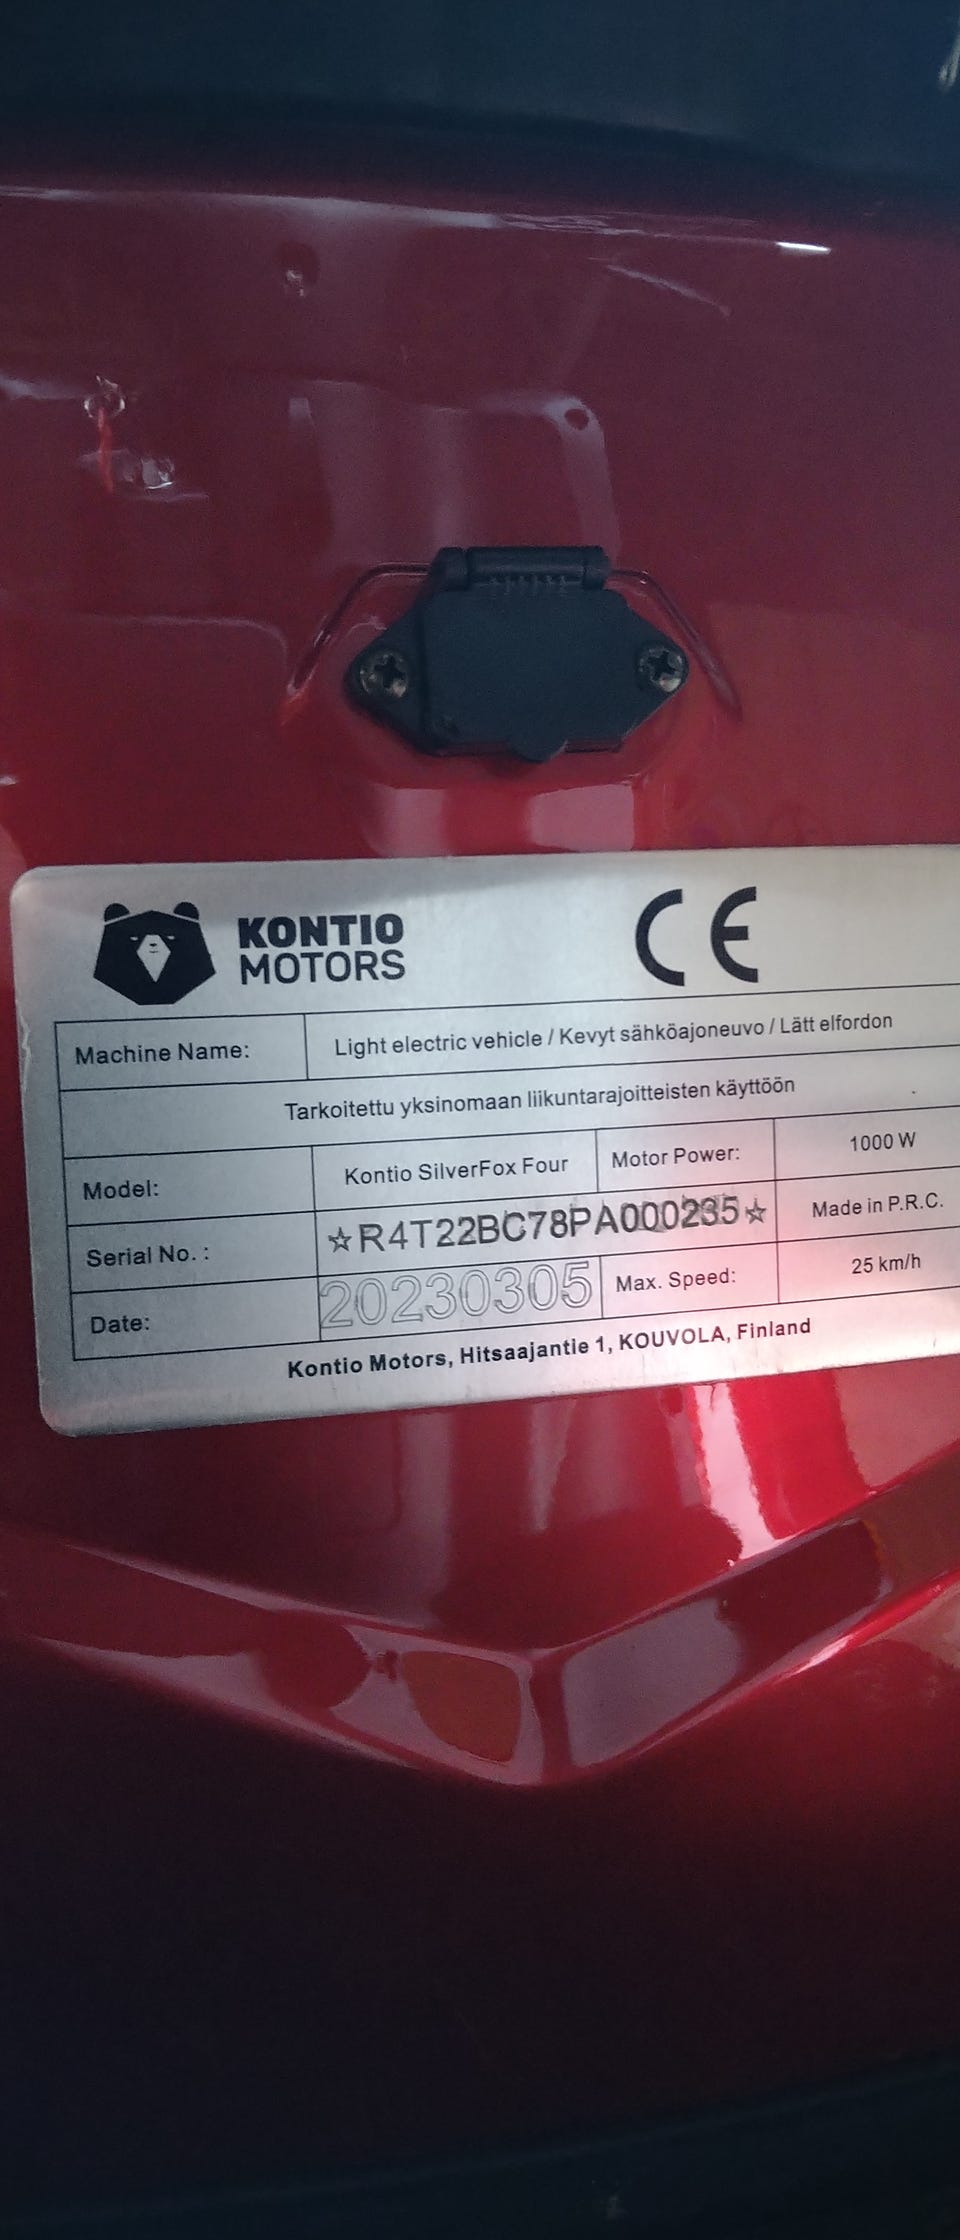 KONTIO
MOTORS
CE
Machine Name: Light electric vehicle / Kevyt sähköajoneuvo / Lätt elfordon
Tarkoitettu yksinomaan liikuntarajoitteisten käyttöön
Model: Kontio SilverFox Four Motor Power: 1000 W
Serial No. : ☆R4T22BC78PA000235☆ Made in P.R.C.
Date: 20230305 Max. Speed: 25 km/h
Kontio Motors, Hitsaajantie 1, KOUVOLA, Finland